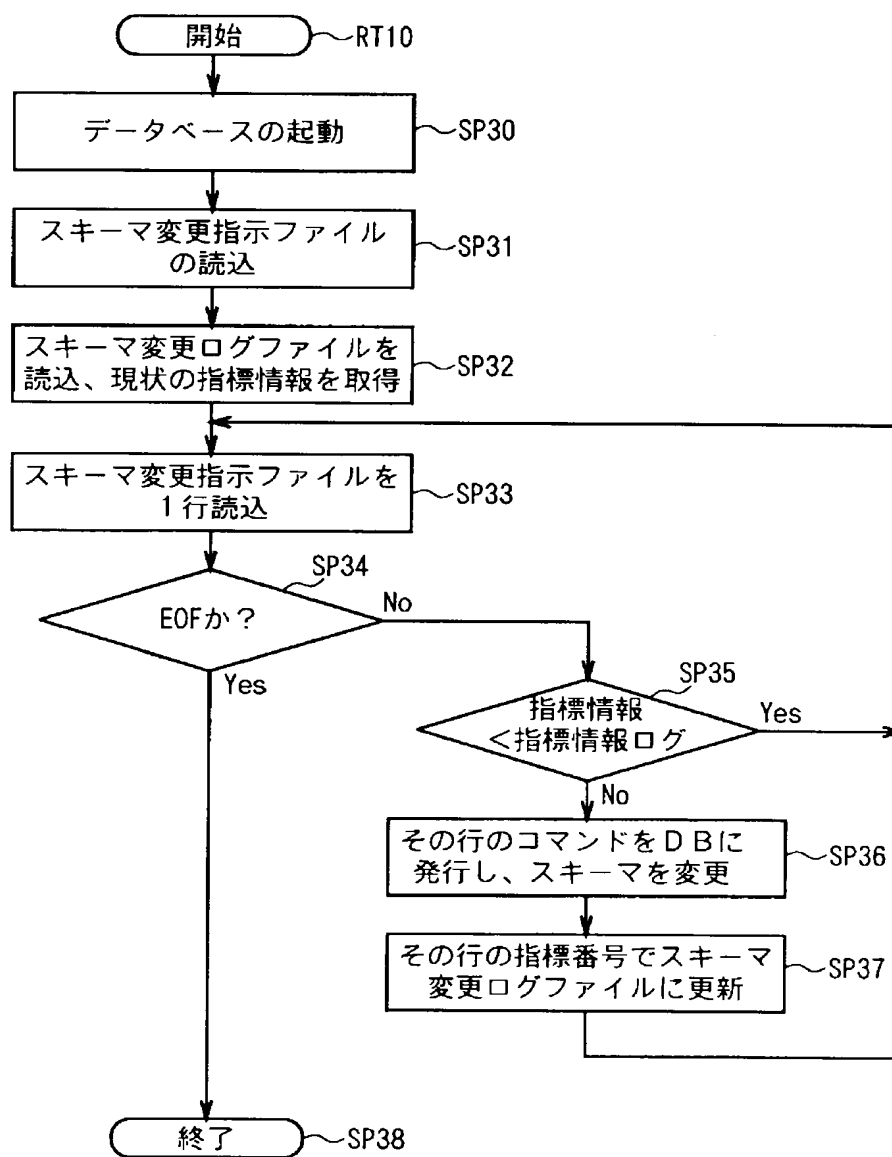 開始
RT10
データベースの起動
SP30
スキーマ変更指示ファイル
の読込
SP31
スキーマ変更ログファイルを
読込、現状の指標情報を取得
SP32
スキーマ変更指示ファイルを
1行読込
SP33
SP34
EOFか?
No
Yes
SP35
指標情報
<指標情報ログ
Yes
No
その行のコマンドをDBに
発行し、スキーマを変更
SP36
その行の指標番号でスキーマ
変更ログファイルに更新
SP37
終了
SP38